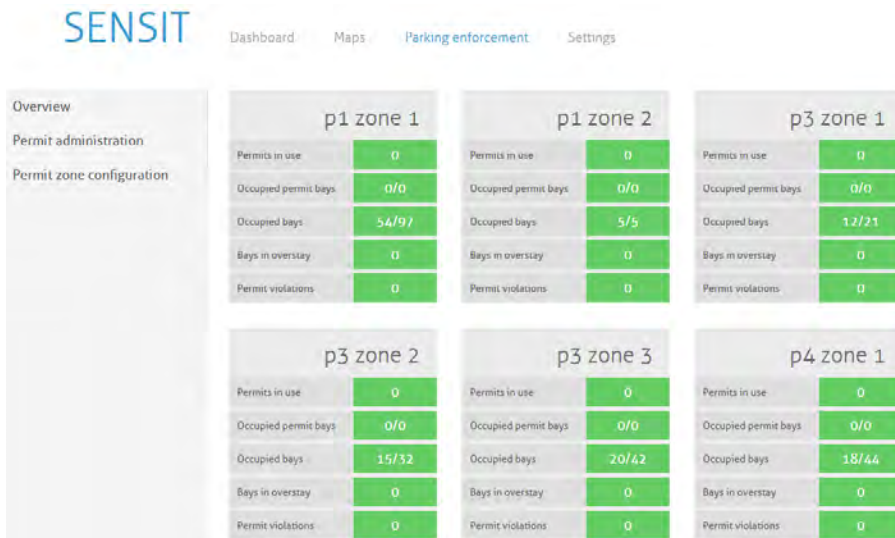 SENSIT
Dashboard Maps Parking enforcement Settings
Overview
Permit administration
Permit zone configuration
p1 zone 1
Permits in use 0
Occupied permit bays 0/0
Occupied bays 54/97
Bays in overstay 0
Permit violations 0
p1 zone 2
Permits in use 0
Occupied permit bays 0/0
Occupied bays 5/5
Bays in overstay 0
Permit violations 0
p3 zone 1
Permits in use 0
Occupied permit bays 0/0
Occupied bays 12/21
Bays in overstay 0
Permit violations 0
p3 zone 2
Permits in use 0
Occupied permit bays 0/0
Occupied bays 15/32
Bays in overstay 0
Permit violations 0
p3 zone 3
Permits in use 0
Occupied permit bays 0/0
Occupied bays 20/42
Bays in overstay 0
Permit violations 0
p4 zone 1
Permits in use 0
Occupied permit bays 0/0
Occupied bays 18/44
Bays in overstay 0
Permit violations 0